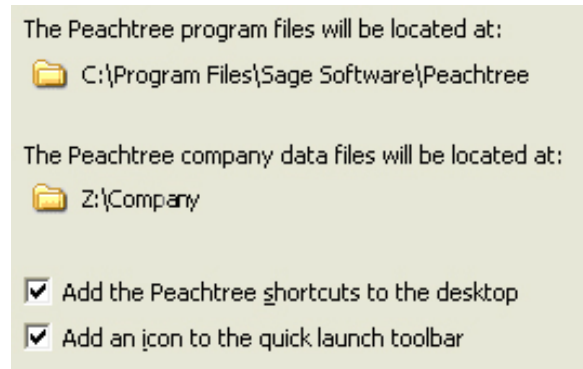 The Peachtree program files will be located at:
C:\Program Files\Sage Software\Peachtree
The Peachtree company data files will be located at:
Z:\Company
Add the Peachtree shortcuts to the desktop
Add an icon to the quick launch toolbar